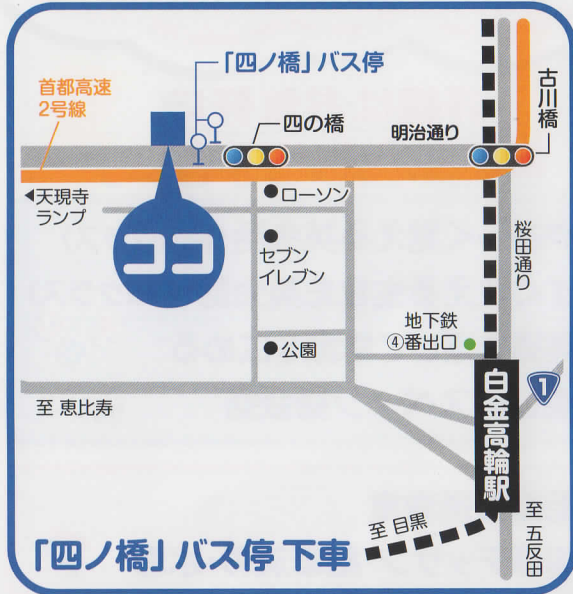 「四ノ橋」バス停
首都高速
2号線
四の橋
明治通り
古川橋
◀天現寺
ランプ
ココ
●ローソン
セブン
イレブン
桜田通り
地下鉄
④番出口
●公園
至 恵比寿
白金高輪駅
1
至 目黒
至 五反田
「四ノ橋」バス停 下車